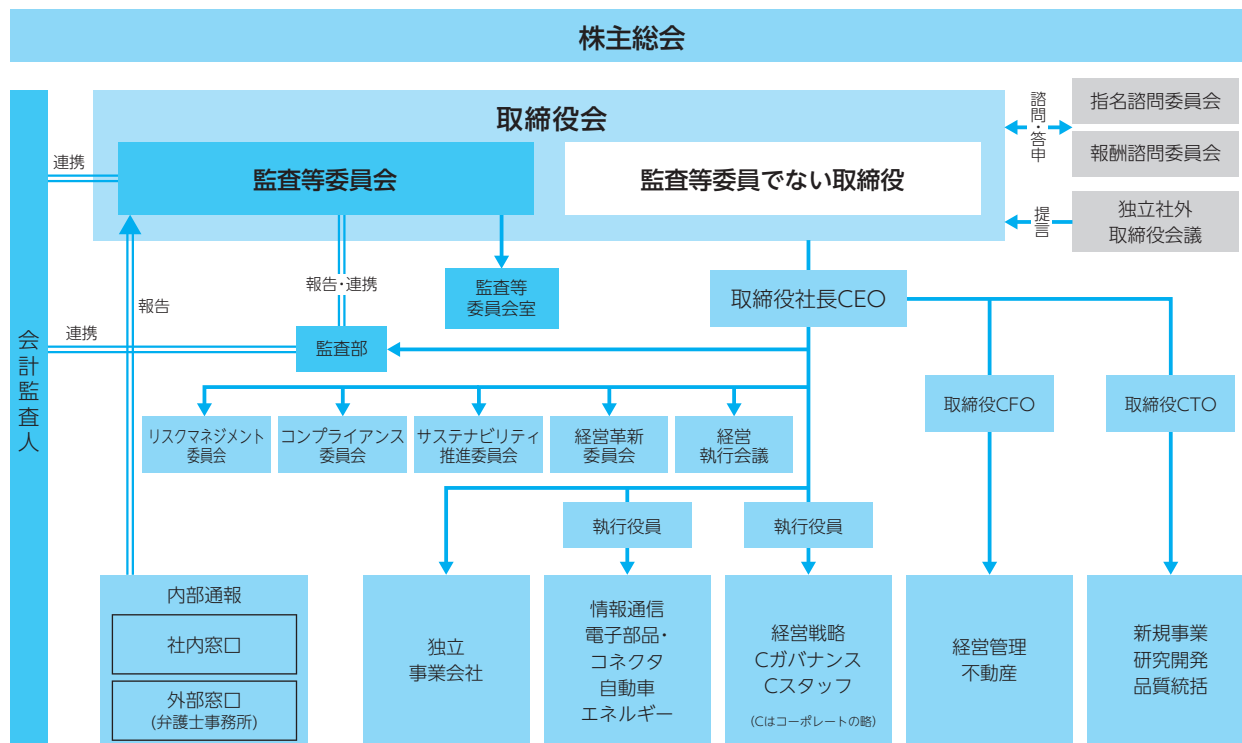 株主総会
取締役会
監査等委員会
監査等委員でない取締役
諮問・答申
指名諮問委員会
報酬諮問委員会
提言
独立社外
取締役会議
連携
報告・連携
監査等
委員会室
取締役社長CEO
報告
連携
監査部
会計監査人
取締役CFO
取締役CTO
リスクマネジメント
委員会
コンプライアンス
委員会
サステナビリティ
推進委員会
経営革新
委員会
経営
執行会議
執行役員
執行役員
内部通報
社内窓口
外部窓口
(弁護士事務所)
独立
事業会社
情報通信
電子部品・
コネクタ
自動車
エネルギー
経営戦略
Cガバナンス
Cスタッフ
(Cはコーポレートの略)
経営管理
不動産
新規事業
研究開発
品質統括